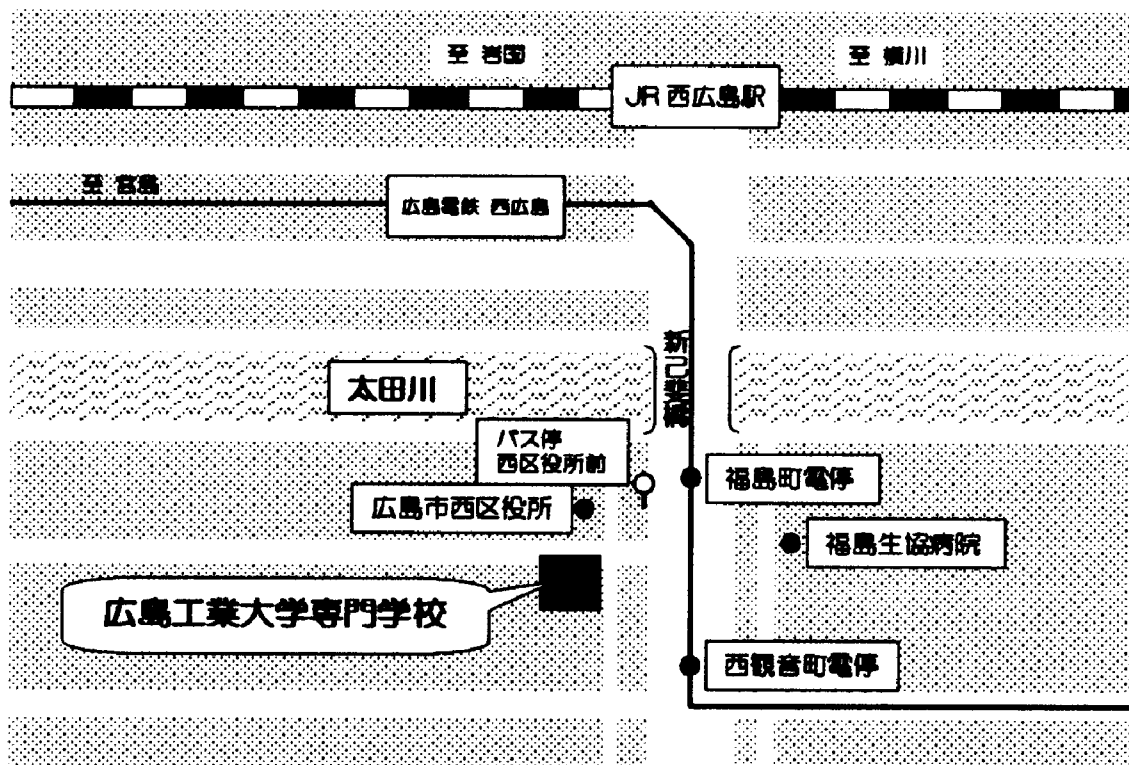 至 岩国
至 横川
JR 西広島駅
至 宮島
広島電鉄 西広島
新己斐橋
太田川
バス停
西区役所前
福島町電停
広島市西区役所
福島生協病院
広島工業大学専門学校
西観音町電停